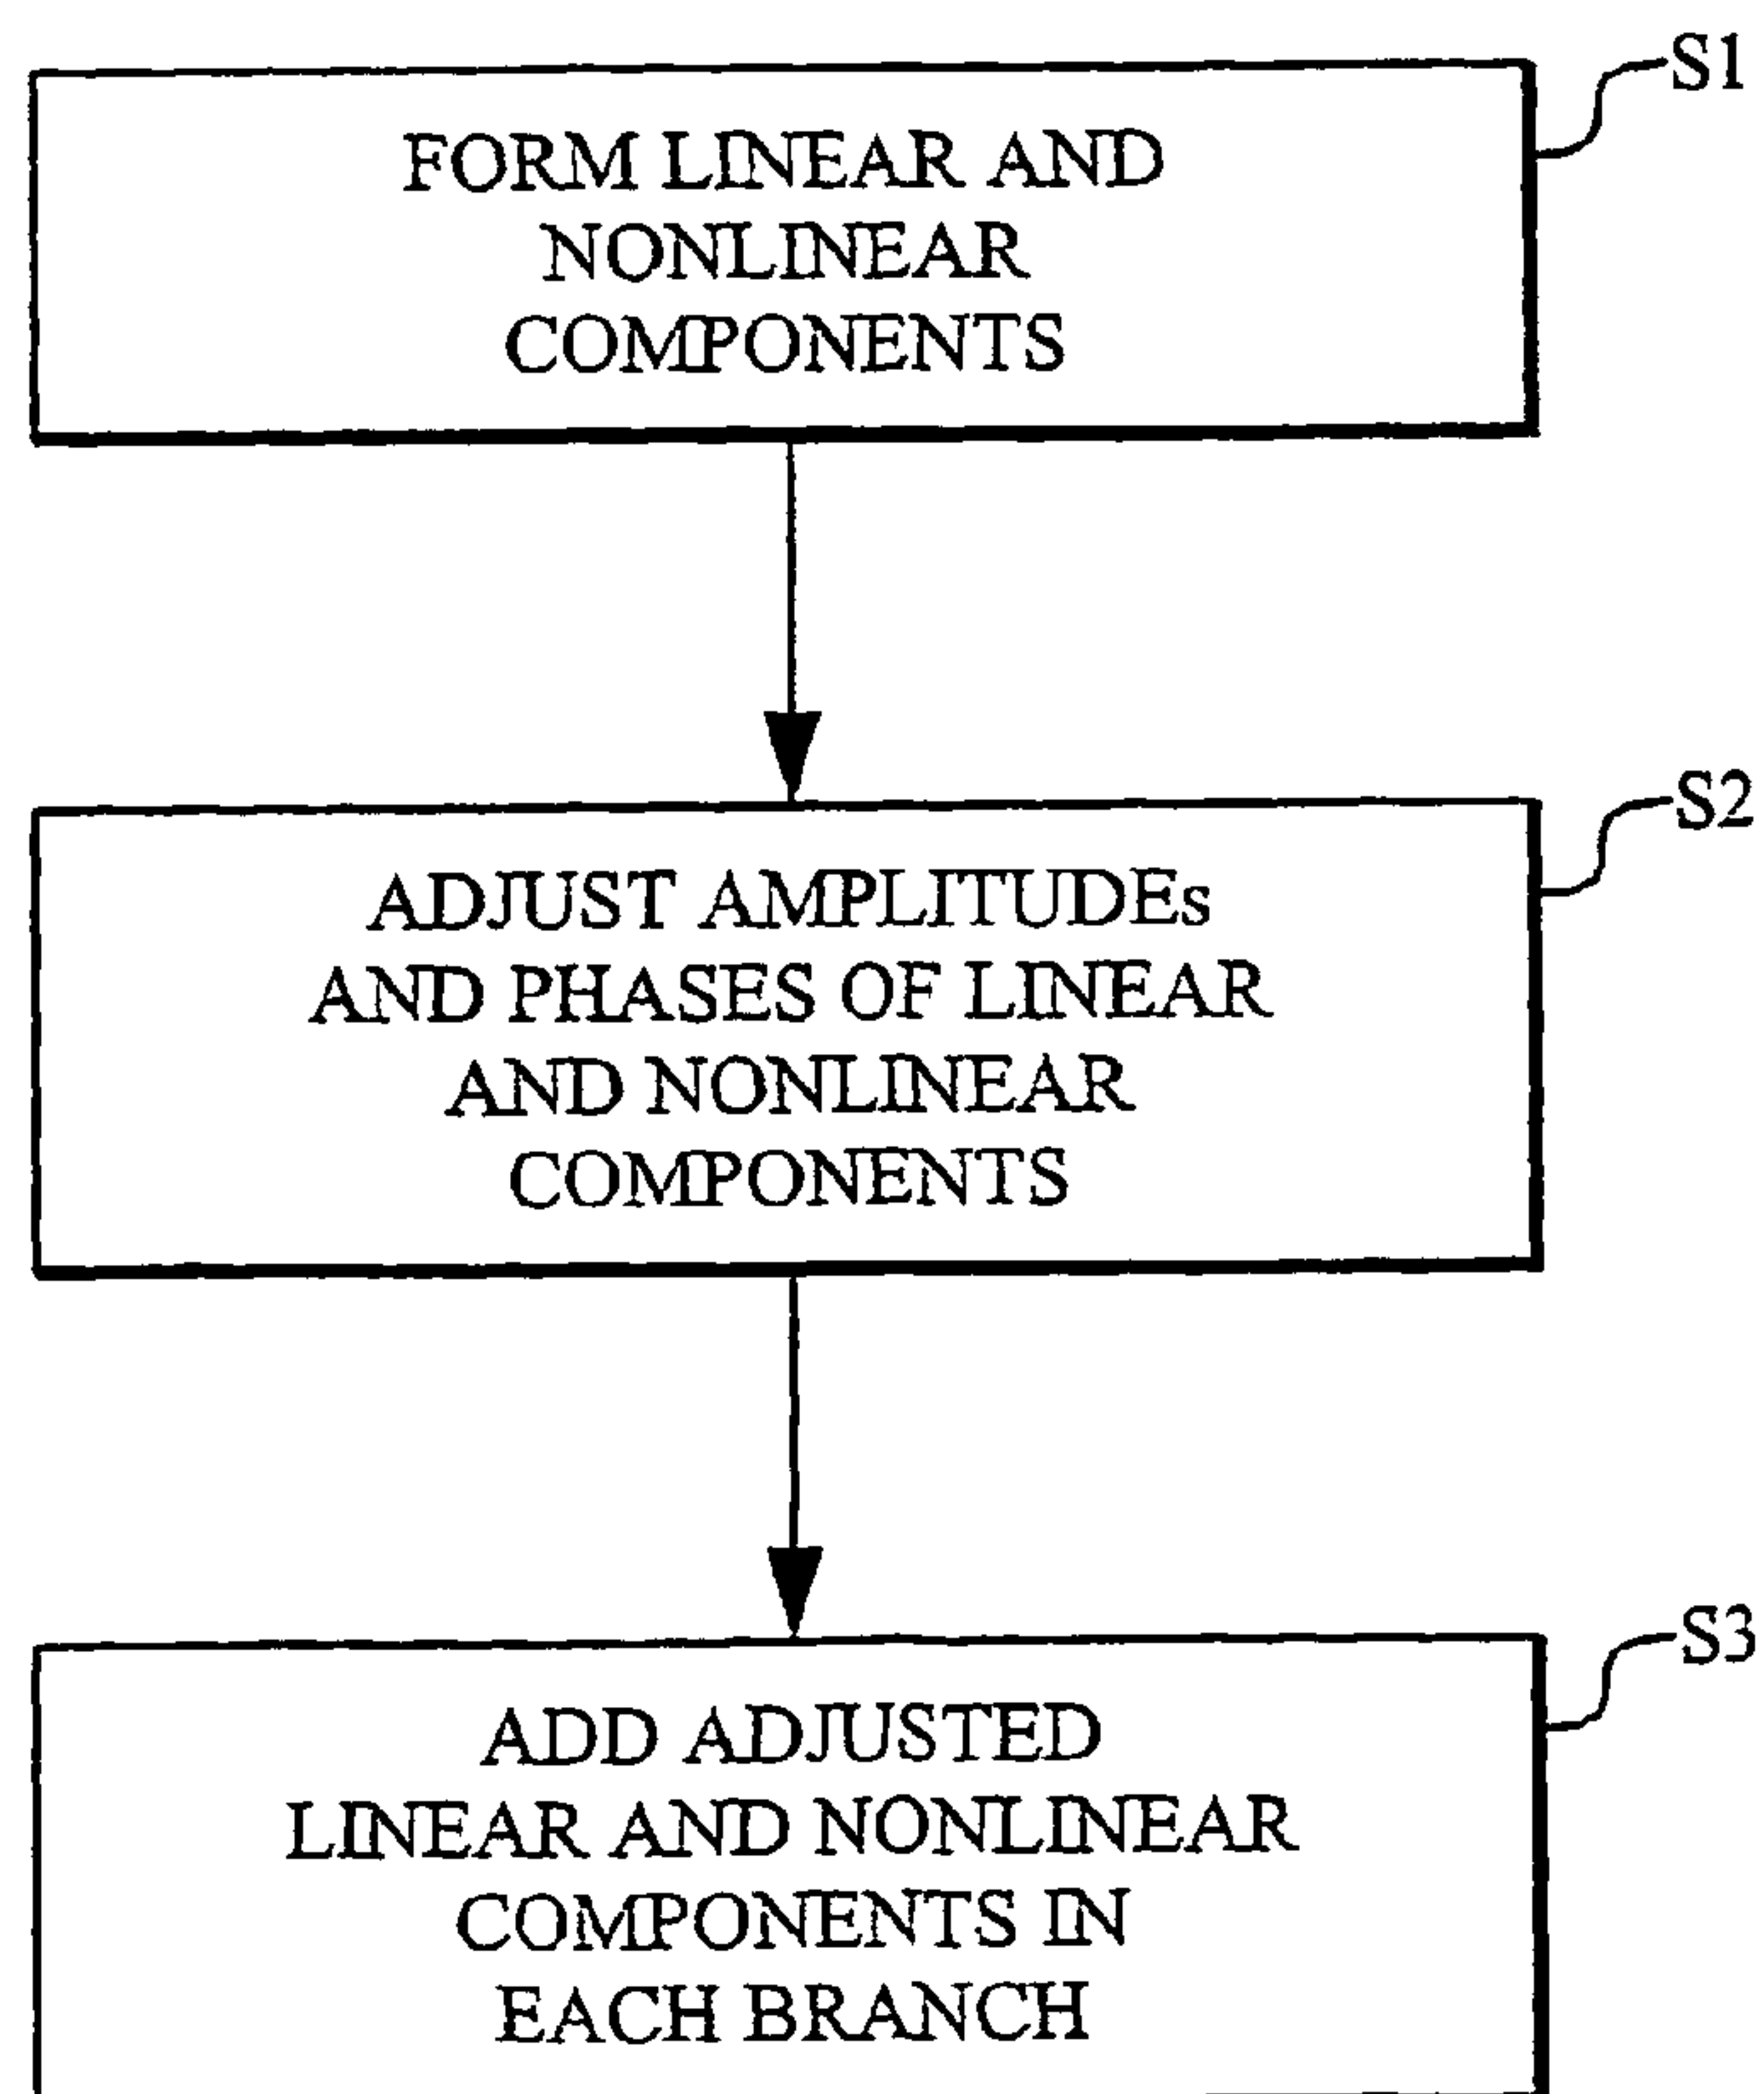 S1
FORM LINEAR AND
NONLINEAR
COMPONENTS
S2
ADJUST AMPLITUDEs
AND PHASES OF LINEAR
AND NONLINEAR
COMPONENTS
S3
ADD ADJUSTED
LINEAR AND NONLINEAR
COMPONENTS IN
EACH BRANCH